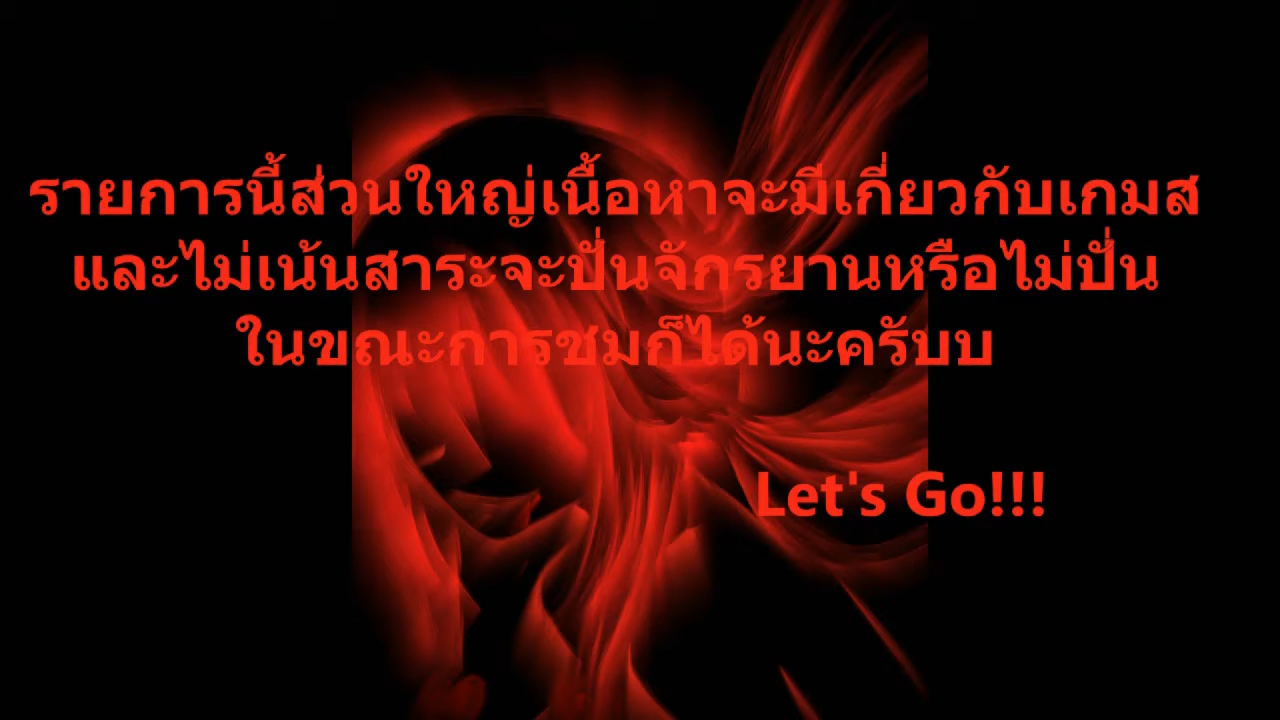 รายการนี้ส่วนใหญ่เนื้อหาจะมีเกี่ยวกับเกมส
และไม่เน้นสาระจะปั่นจักรยานหรือไม่ปั่น
ในขณะการชมก็ได้นะครับบ
Let's Go!!!